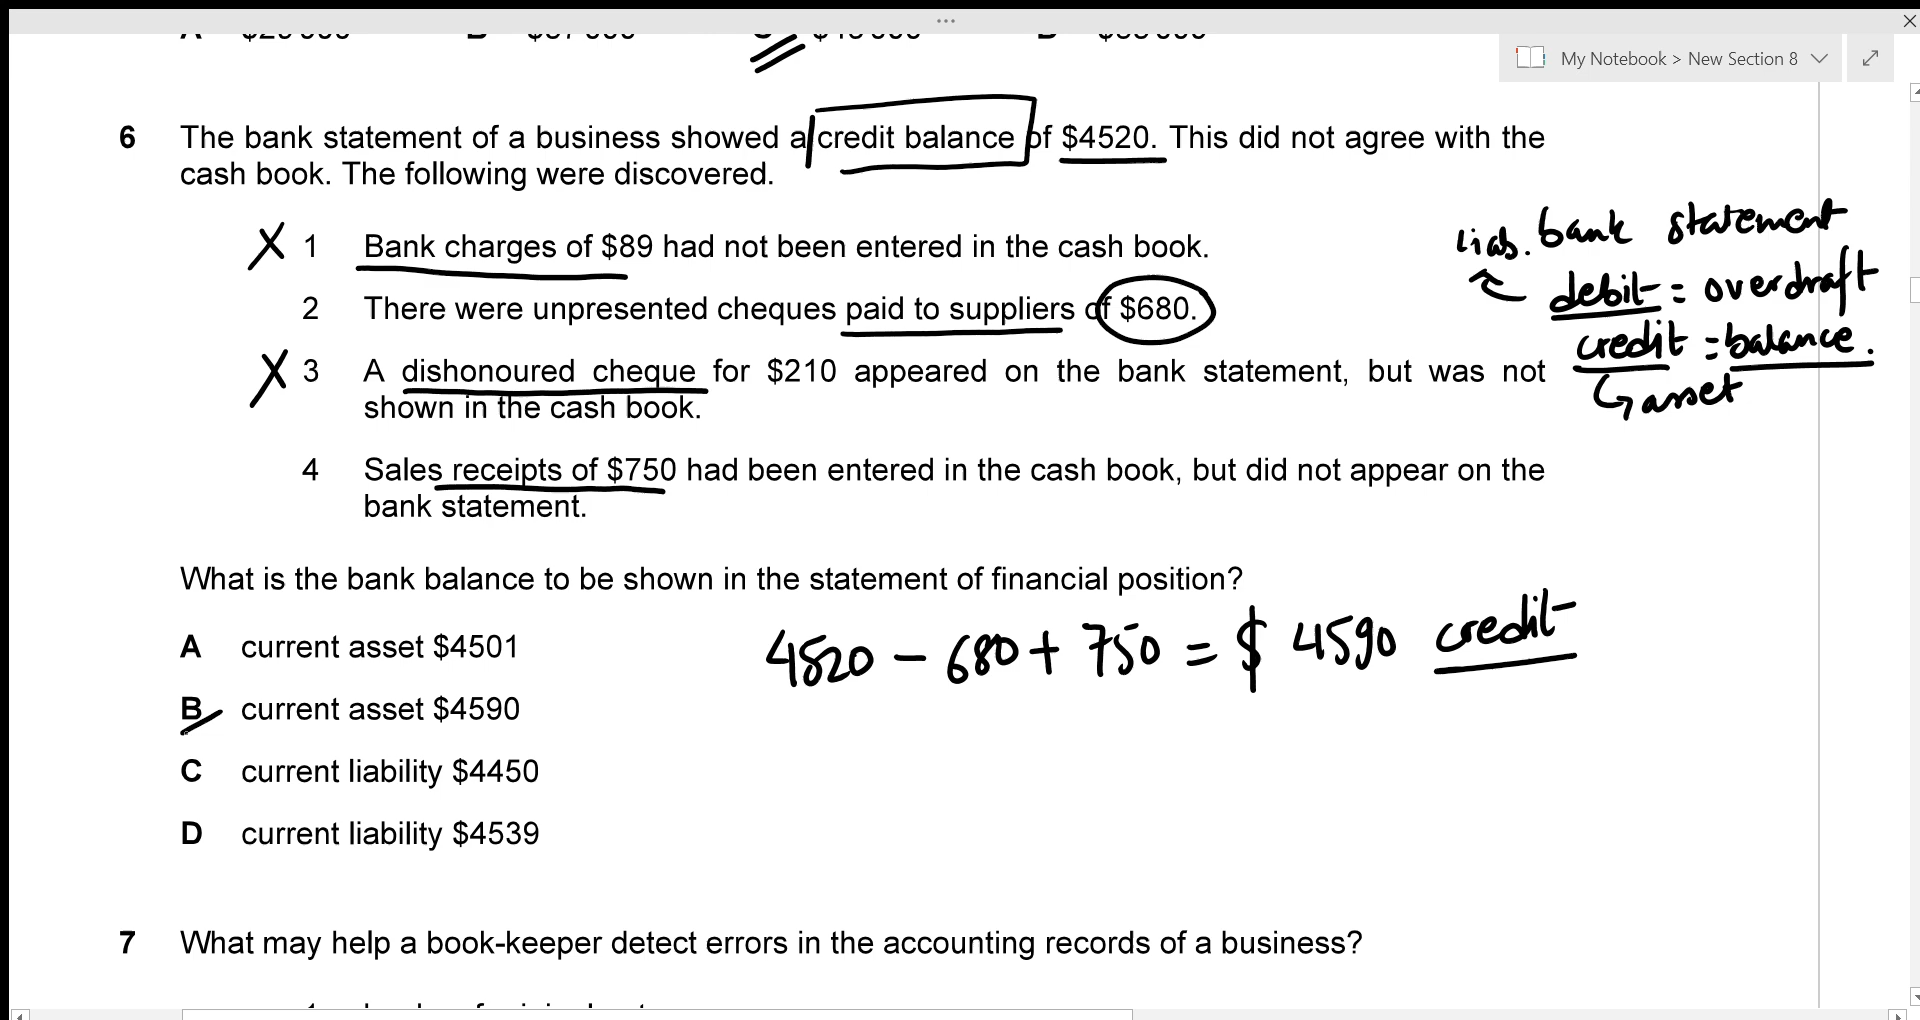 My Notebook > New Section 8
6 The bank statement of a business showed a credit balance of $4520. This did not agree with the
cash book. The following were discovered.
1 Bank charges of $89 had not been entered in the cash book.
2 There were unpresented cheques paid to suppliers of $680.
3 A dishonoured cheque for $210 appeared on the bank statement, but was not
shown in the cash book.
4 Sales receipts of $750 had been entered in the cash book, but did not appear on the
bank statement.
bank statement
liab.
debit = overdraft
credit = balance.
asset
What is the bank balance to be shown in the statement of financial position?
A current asset $4501
B current asset $4590
C current liability $4450
D current liability $4539
4520 – 680 + 750 = $ 4590 credit
7 What may help a book-keeper detect errors in the accounting records of a business?